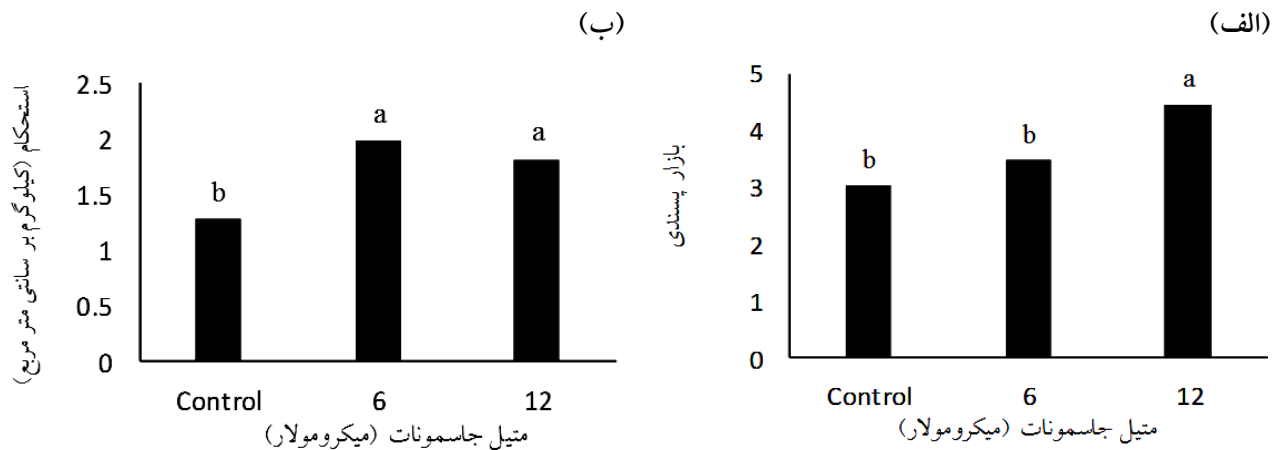 (الف)
5
4
3
2
1
0
بازار پسندی
b
b
a
Control
6
12
متیل جاسمونات (میکرومولار)
(ب)
2.5
2
1.5
1
0.5
0
استحکام (کیلوگرم بر سانتی متر مربع)
b
a
a
Control
6
12
متیل جاسمونات (میکرومولار)